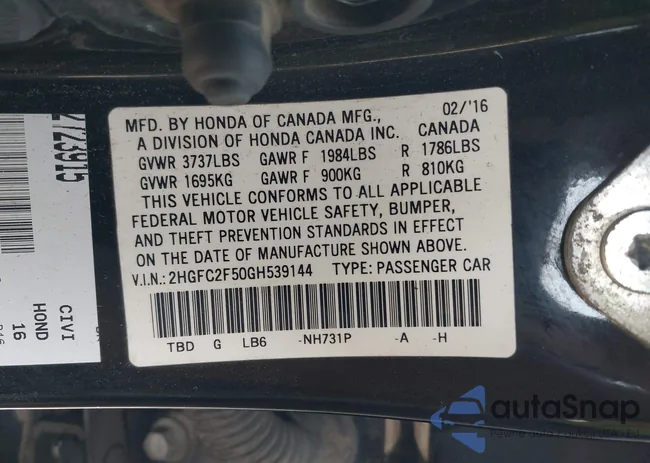 MFD. BY HONDA OF CANADA MFG., 02/'16
A DIVISION OF HONDA CANADA INC. CANADA
GVWR 3737LBS GAWR F 1984LBS R 1786LBS
GVWR 1695KG GAWR F 900KG R 810KG
THIS VEHICLE CONFORMS TO ALL APPLICABLE
FEDERAL MOTOR VEHICLE SAFETY, BUMPER,
AND THEFT PREVENTION STANDARDS IN EFFECT
ON THE DATE OF MANUFACTURE SHOWN ABOVE.
V.I.N.:2HGFC2F50GH539144 TYPE: PASSENGER CAR
TBD G LB6 -NH731P -A -H
CIVI
HOND
16
autoSnap